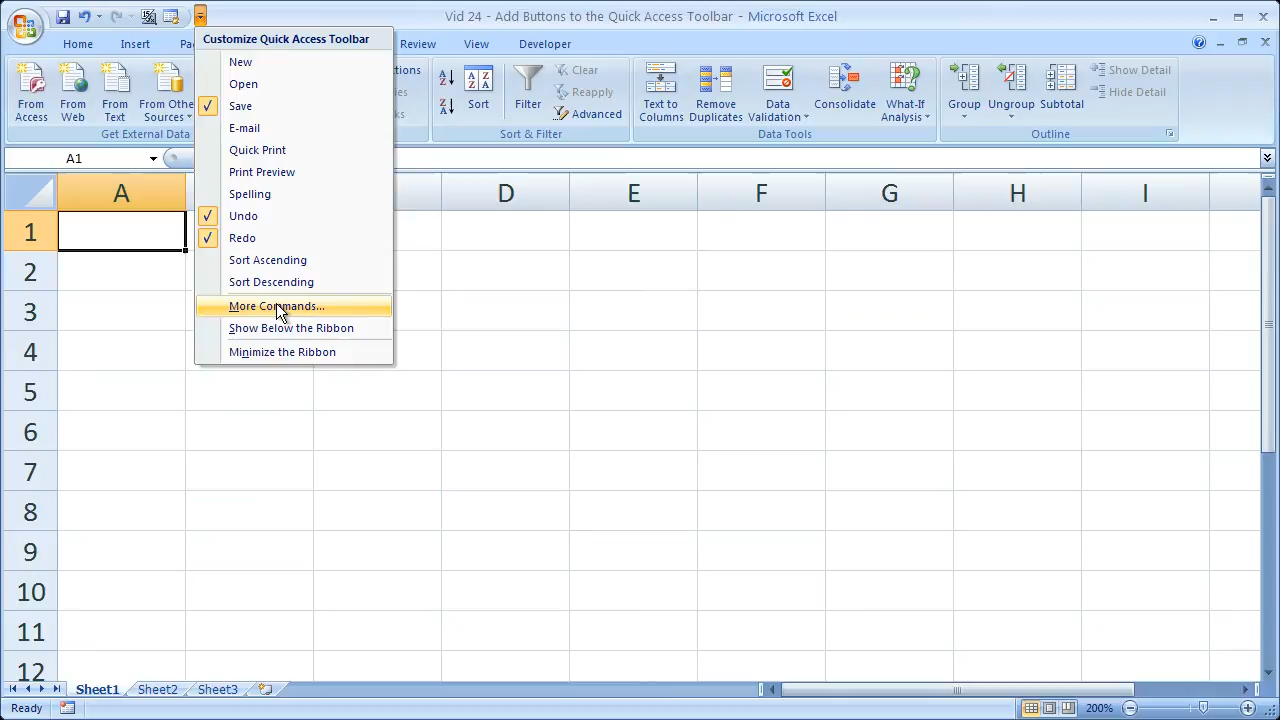 Vid 24 - Add Buttons to the Quick Access Toolbar - Microsoft Excel
Home Insert Pa Review View Developer
Customize Quick Access Toolbar
New
Open
Save
E-mail
Quick Print
Print Preview
Spelling
Undo
Redo
Sort Ascending
Sort Descending
More Commands...
Show Below the Ribbon
Minimize the Ribbon
From Access
From Web
From Text
From Other Sources
Get External Data
Sort
Filter
Clear
Reapply
Advanced
Sort & Filter
Text to Columns
Remove Duplicates
Data Validation
Consolidate
What-If Analysis
Data Tools
Group
Ungroup
Subtotal
Show Detail
Hide Detail
Outline
A1
A D E F G H I
1
2
3
4
5
6
7
8
9
10
11
12
Sheet1 Sheet2 Sheet3
Ready 200%